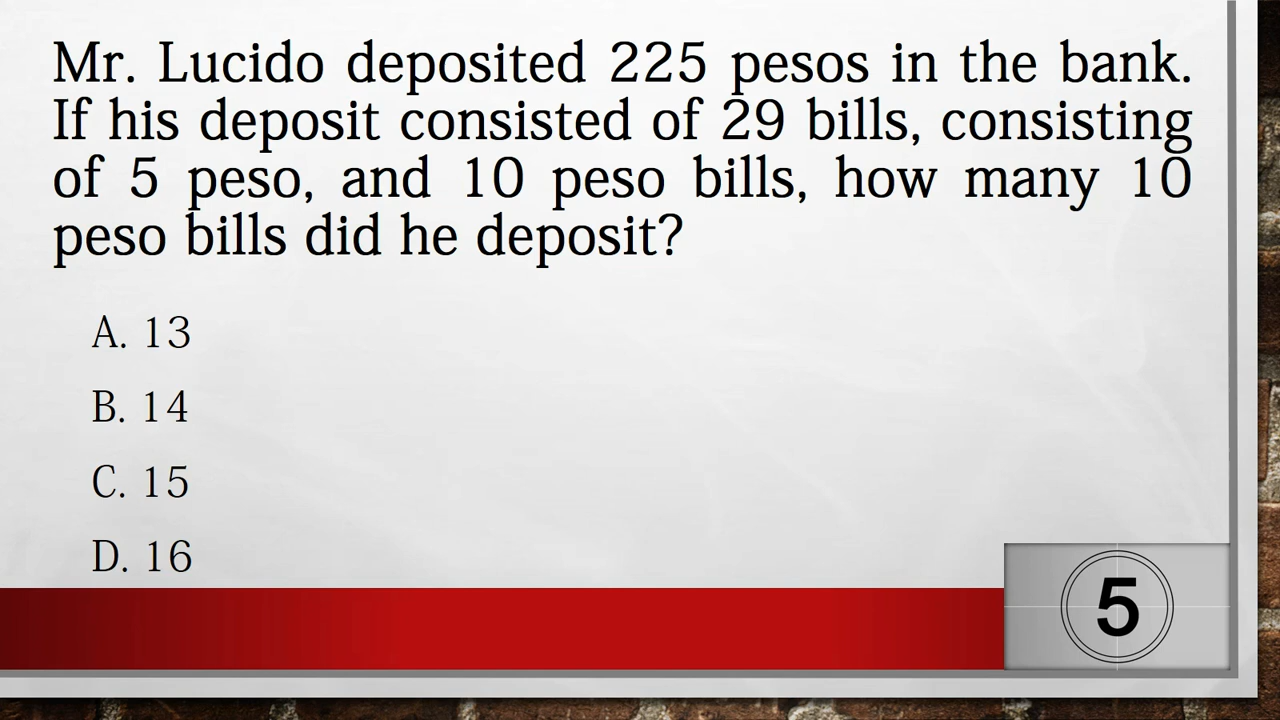 Mr. Lucido deposited 225 pesos in the bank.
If his deposit consisted of 29 bills, consisting
of 5 peso, and 10 peso bills, how many 10
peso bills did he deposit?
A. 13
B. 14
C. 15
D. 16
5